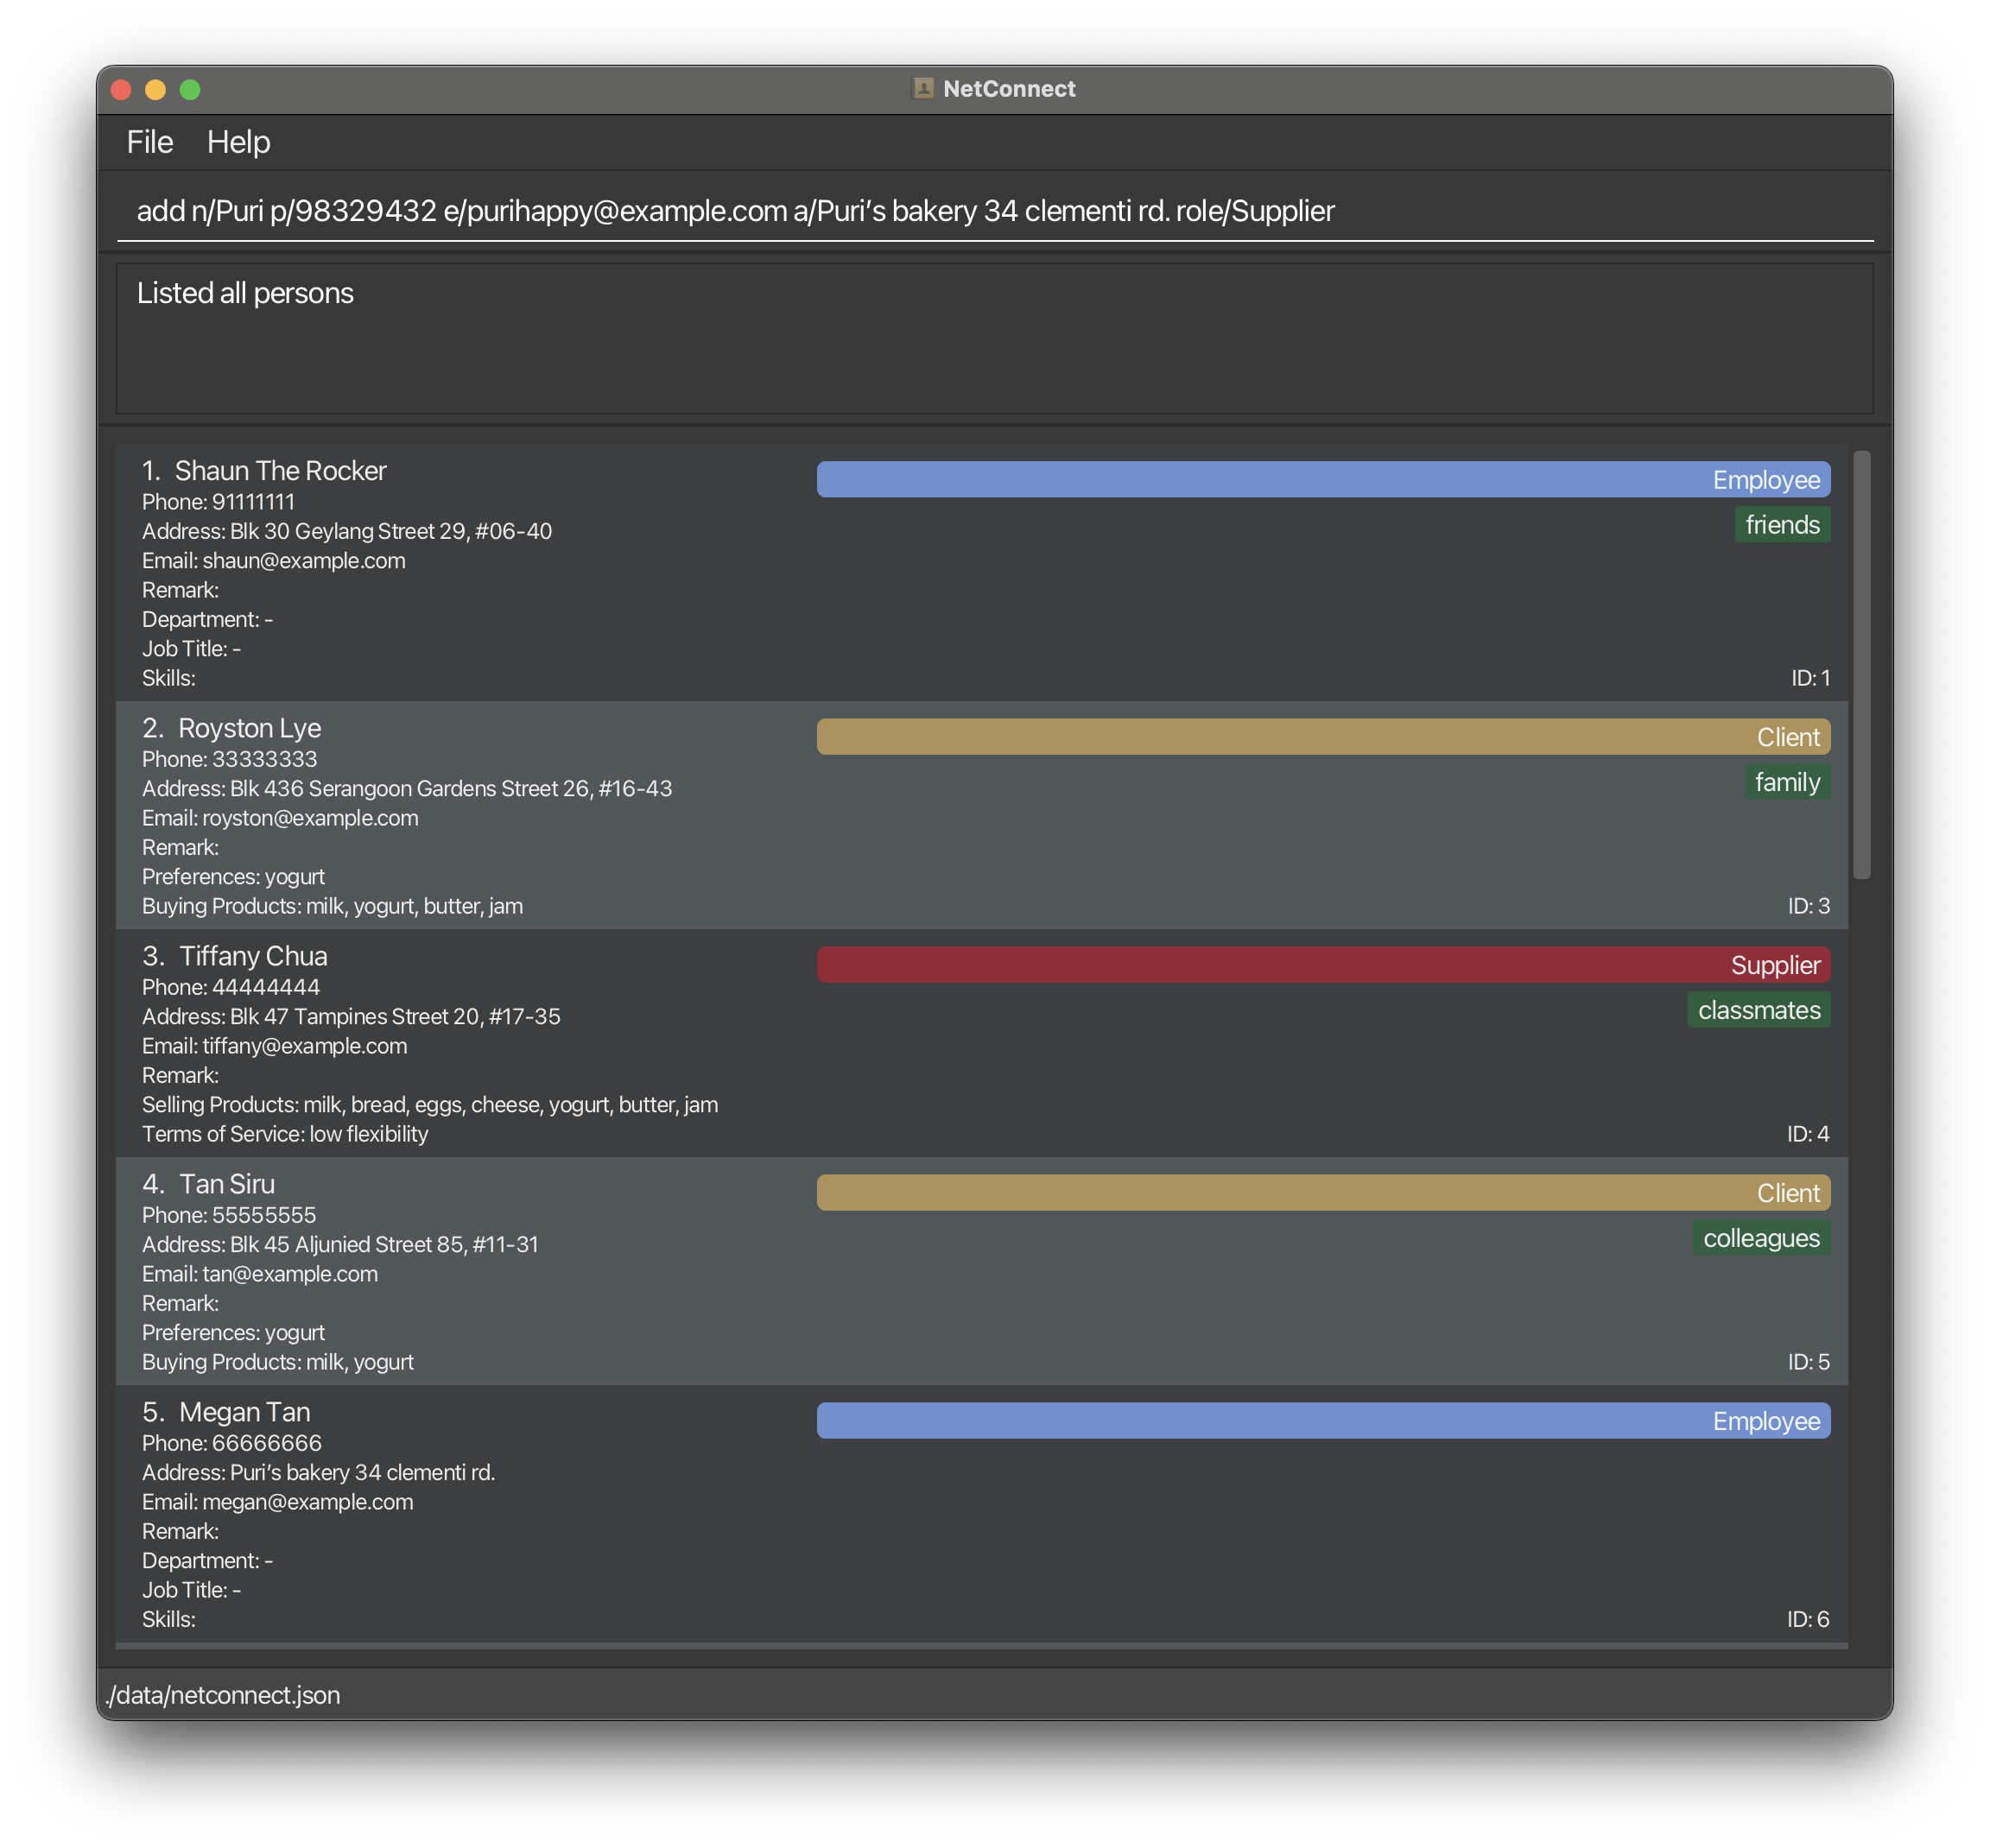 NetConnect
File Help
add n/Puri p/98329432 e/purihappy@example.com a/Puri’s bakery 34 clementi rd. role/Supplier
Listed all persons
1. Shaun The Rocker
Employee
Phone: 91111111
friends
Address: Blk 30 Geylang Street 29, #06-40
Email: shaun@example.com
Remark:
Department: -
Job Title: -
Skills:
ID: 1
2. Royston Lye
Client
Phone: 33333333
family
Address: Blk 436 Serangoon Gardens Street 26, #16-43
Email: royston@example.com
Remark:
Preferences: yogurt
Buying Products: milk, yogurt, butter, jam
ID: 3
3. Tiffany Chua
Supplier
Phone: 44444444
classmates
Address: Blk 47 Tampines Street 20, #17-35
Email: tiffany@example.com
Remark:
Selling Products: milk, bread, eggs, cheese, yogurt, butter, jam
Terms of Service: low flexibility
ID: 4
4. Tan Siru
Client
Phone: 55555555
colleagues
Address: Blk 45 Aljunied Street 85, #11-31
Email: tan@example.com
Remark:
Preferences: yogurt
Buying Products: milk, yogurt
ID: 5
5. Megan Tan
Employee
Phone: 66666666
Address: Puri’s bakery 34 clementi rd.
Email: megan@example.com
Remark:
Department: -
Job Title: -
Skills:
ID: 6
./data/netconnect.json